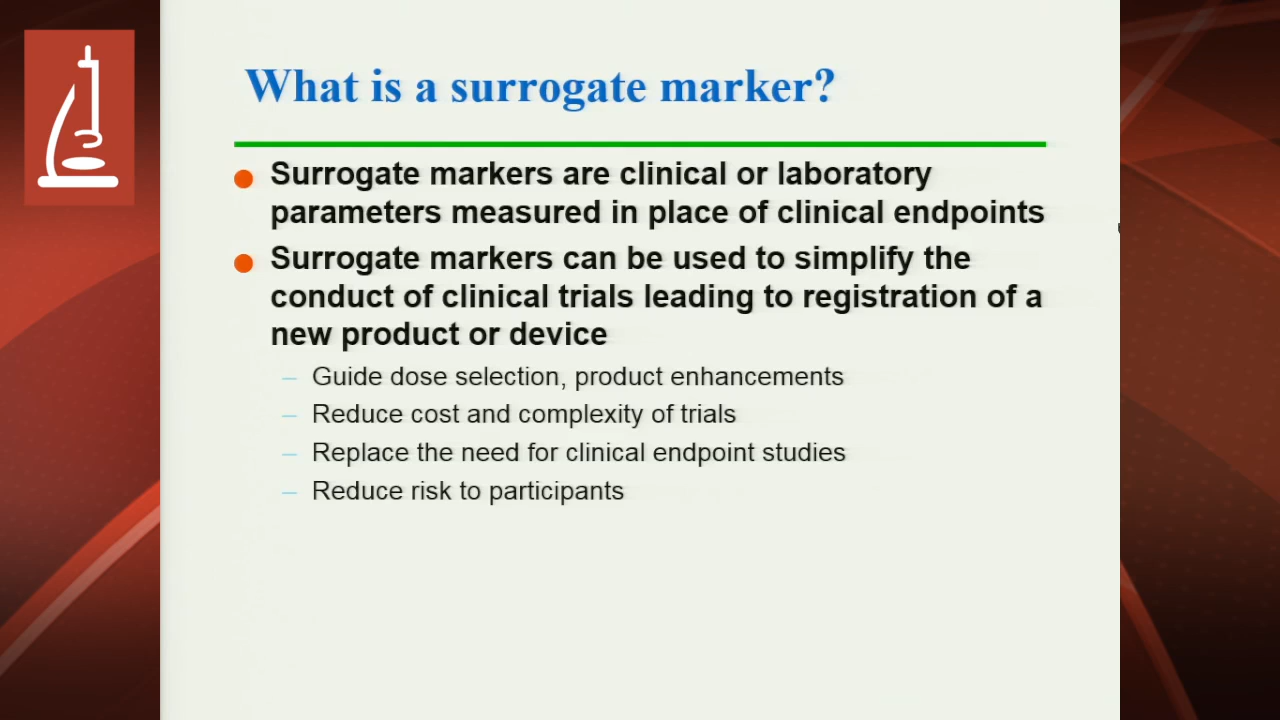 What is a surrogate marker?
Surrogate markers are clinical or laboratory
parameters measured in place of clinical endpoints
Surrogate markers can be used to simplify the
conduct of clinical trials leading to registration of a
new product or device
– Guide dose selection, product enhancements
– Reduce cost and complexity of trials
– Replace the need for clinical endpoint studies
– Reduce risk to participants